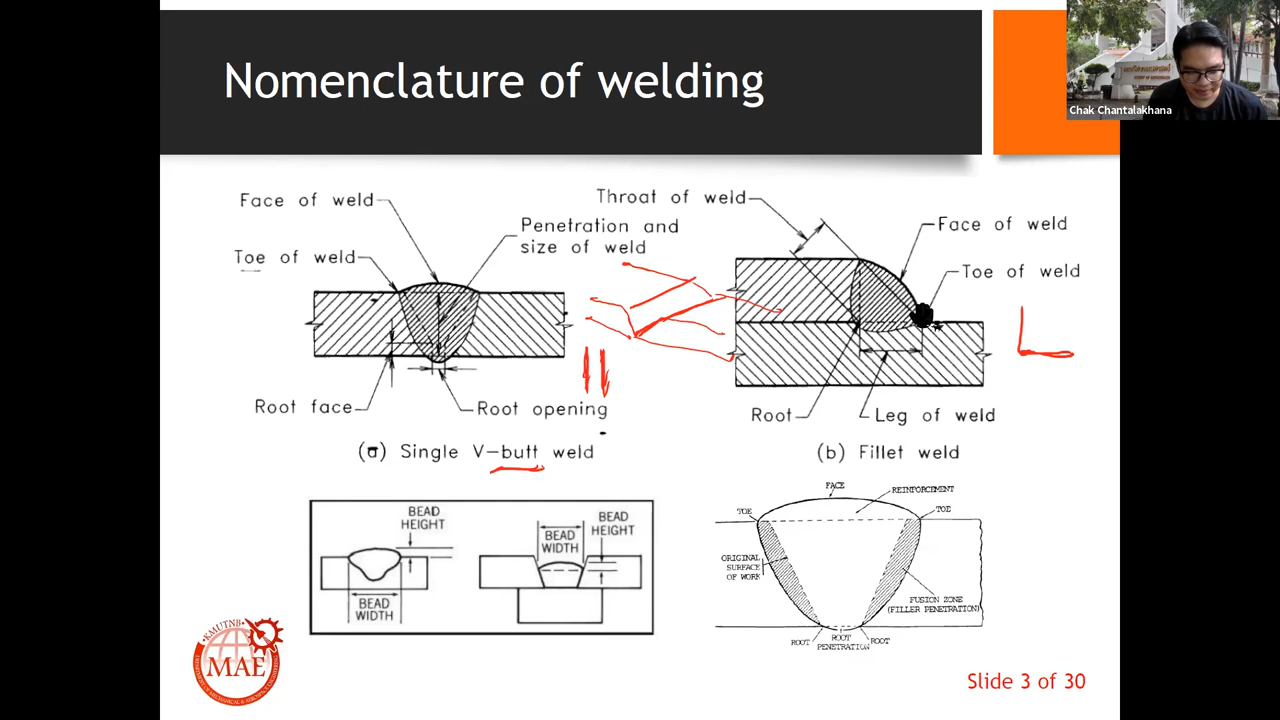 Nomenclature of welding
Chak Chantalakhana
Face of weld
Toe of weld
Penetration and
size of weld
Root face
Root opening
(a) Single V-butt weld
Throat of weld
Face of weld
Toe of weld
Root
Leg of weld
(b) Fillet weld
BEAD
HEIGHT
BEAD
WIDTH
BEAD
WIDTH
BEAD
HEIGHT
FACE
REINFORCEMENT
TOE
TOE
ORIGINAL
SURFACE
OF WORK
FUSION ZONE
(FILLER PENETRATION)
ROOT
ROOT
PENETRATION
ROOT
KMUTNB
MAE
Slide 3 of 30